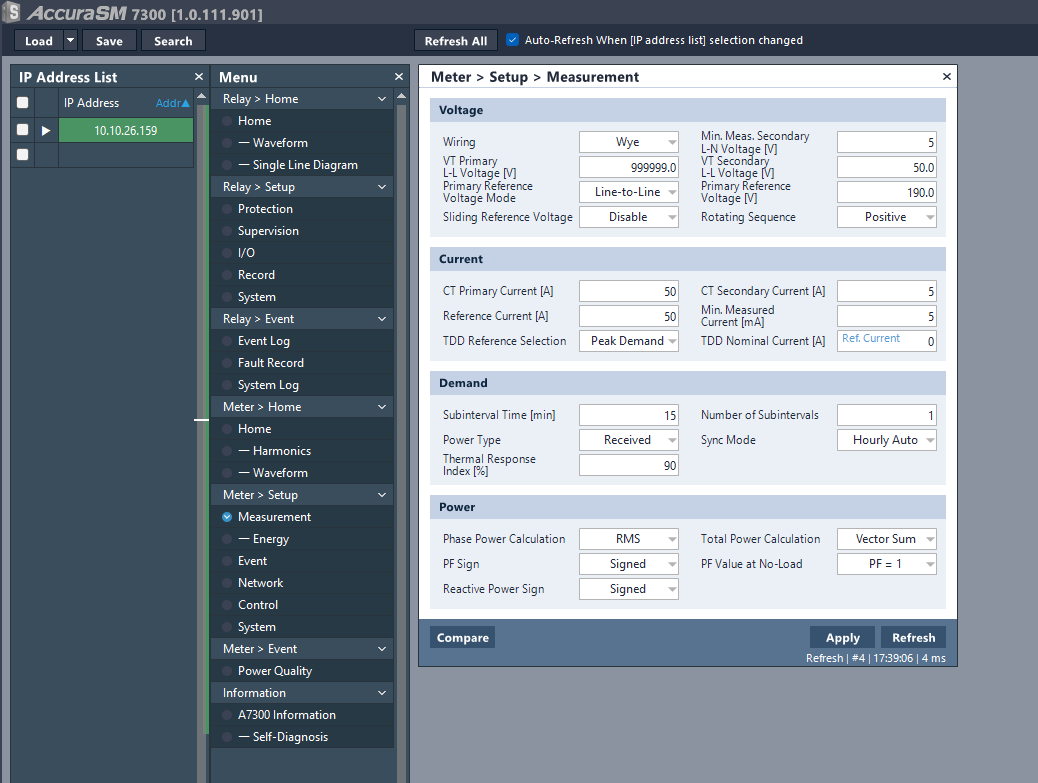 AccuraSM 7300 [1.0.111.901]
Load Save Search Refresh All Auto-Refresh When [IP address list] selection changed
IP Address List
IP Address Addr▲
10.10.26.159
Menu
Relay > Home
Home
— Waveform
— Single Line Diagram
Relay > Setup
Protection
Supervision
I/O
Record
System
Relay > Event
Event Log
Fault Record
System Log
Meter > Home
Home
— Harmonics
— Waveform
Meter > Setup
Measurement
— Energy
Event
Network
Control
System
Meter > Event
Power Quality
Information
A7300 Information
— Self-Diagnosis
Meter > Setup > Measurement
Voltage
Wiring Wye
Min. Meas. Secondary
L-N Voltage [V] 5
VT Primary
L-L Voltage [V] 999999.0
VT Secondary
L-L Voltage [V] 50.0
Primary Reference
Voltage Mode Line-to-Line
Primary Reference
Voltage [V] 190.0
Sliding Reference Voltage Disable
Rotating Sequence Positive
Current
CT Primary Current [A] 50
CT Secondary Current [A] 5
Reference Current [A] 50
Min. Measured
Current [mA] 5
TDD Reference Selection Peak Demand
TDD Nominal Current [A] Ref. Current 0
Demand
Subinterval Time [min] 15
Number of Subintervals 1
Power Type Received
Sync Mode Hourly Auto
Thermal Response
Index [%] 90
Power
Phase Power Calculation RMS
Total Power Calculation Vector Sum
PF Sign Signed
PF Value at No-Load PF = 1
Reactive Power Sign Signed
Compare Apply Refresh
Refresh | #4 | 17:39:06 | 4 ms